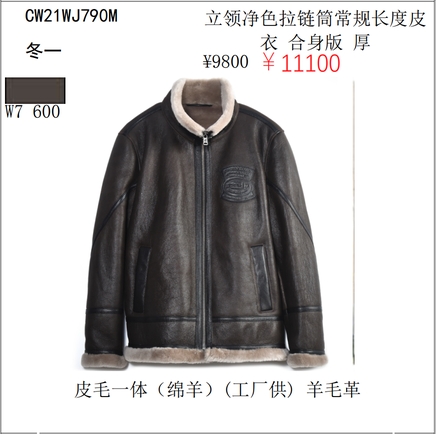 CW21WJ790M
立领净色拉链筒常规长度皮
衣 合身版 厚
冬一
¥9800 ¥11100
W7 600
皮毛一体（绵羊）(工厂供) 羊毛革